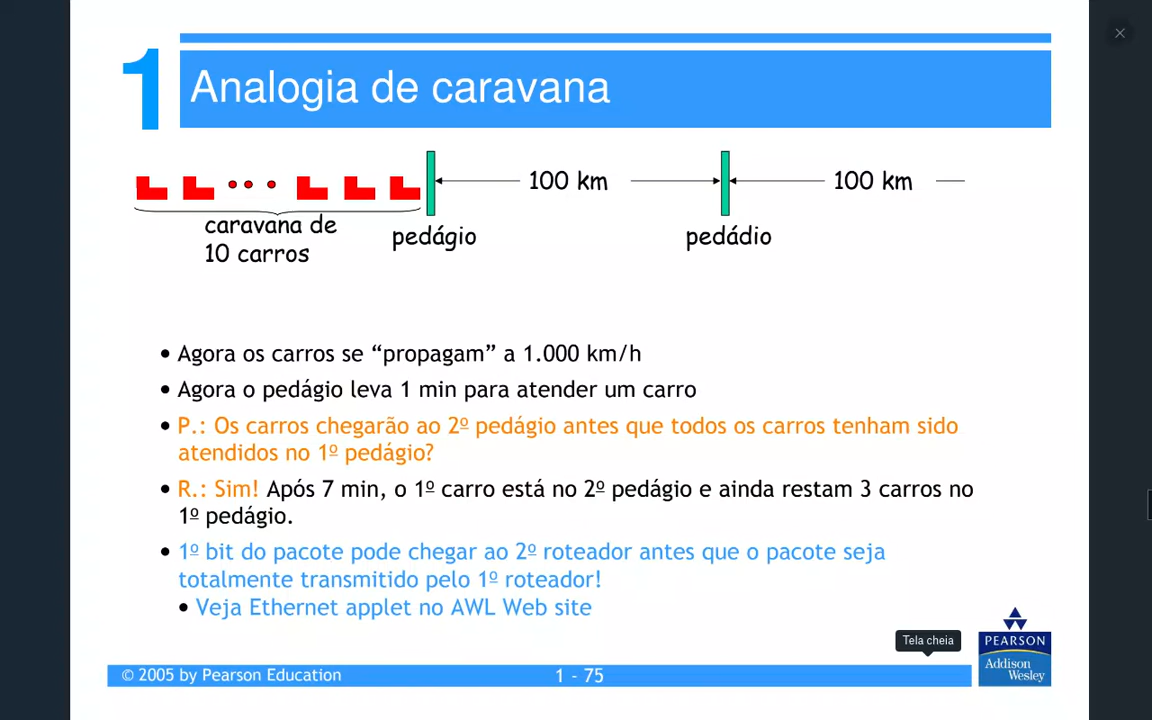 1
Analogia de caravana
100 km
100 km
caravana de
10 carros
pedágio
pedádio
• Agora os carros se “propagam” a 1.000 km/h
• Agora o pedágio leva 1 min para atender um carro
• P.: Os carros chegarão ao 2º pedágio antes que todos os carros tenham sido
atendidos no 1º pedágio?
• R.: Sim! Após 7 min, o 1º carro está no 2º pedágio e ainda restam 3 carros no
1º pedágio.
• 1º bit do pacote pode chegar ao 2º roteador antes que o pacote seja
totalmente transmitido pelo 1º roteador!
• Veja Ethernet applet no AWL Web site
Tela cheia
PEARSON
Addison
Wesley
© 2005 by Pearson Education
1 - 75